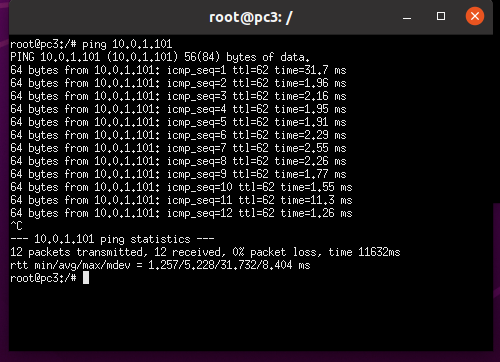 root@pc3: /
root@pc3:/# ping 10.0.1.101
PING 10.0.1.101 (10.0.1.101) 56(84) bytes of data.
64 bytes from 10.0.1.101: icmp_seq=1 ttl=62 time=31.7 ms
64 bytes from 10.0.1.101: icmp_seq=2 ttl=62 time=1.96 ms
64 bytes from 10.0.1.101: icmp_seq=3 ttl=62 time=2.16 ms
64 bytes from 10.0.1.101: icmp_seq=4 ttl=62 time=1.95 ms
64 bytes from 10.0.1.101: icmp_seq=5 ttl=62 time=1.91 ms
64 bytes from 10.0.1.101: icmp_seq=6 ttl=62 time=2.29 ms
64 bytes from 10.0.1.101: icmp_seq=7 ttl=62 time=2.55 ms
64 bytes from 10.0.1.101: icmp_seq=8 ttl=62 time=2.26 ms
64 bytes from 10.0.1.101: icmp_seq=9 ttl=62 time=1.77 ms
64 bytes from 10.0.1.101: icmp_seq=10 ttl=62 time=1.55 ms
64 bytes from 10.0.1.101: icmp_seq=11 ttl=62 time=11.3 ms
64 bytes from 10.0.1.101: icmp_seq=12 ttl=62 time=1.26 ms
^C
--- 10.0.1.101 ping statistics ---
12 packets transmitted, 12 received, 0% packet loss, time 11632ms
rtt min/avg/max/mdev = 1.257/5.228/31.732/8.404 ms
root@pc3:/#